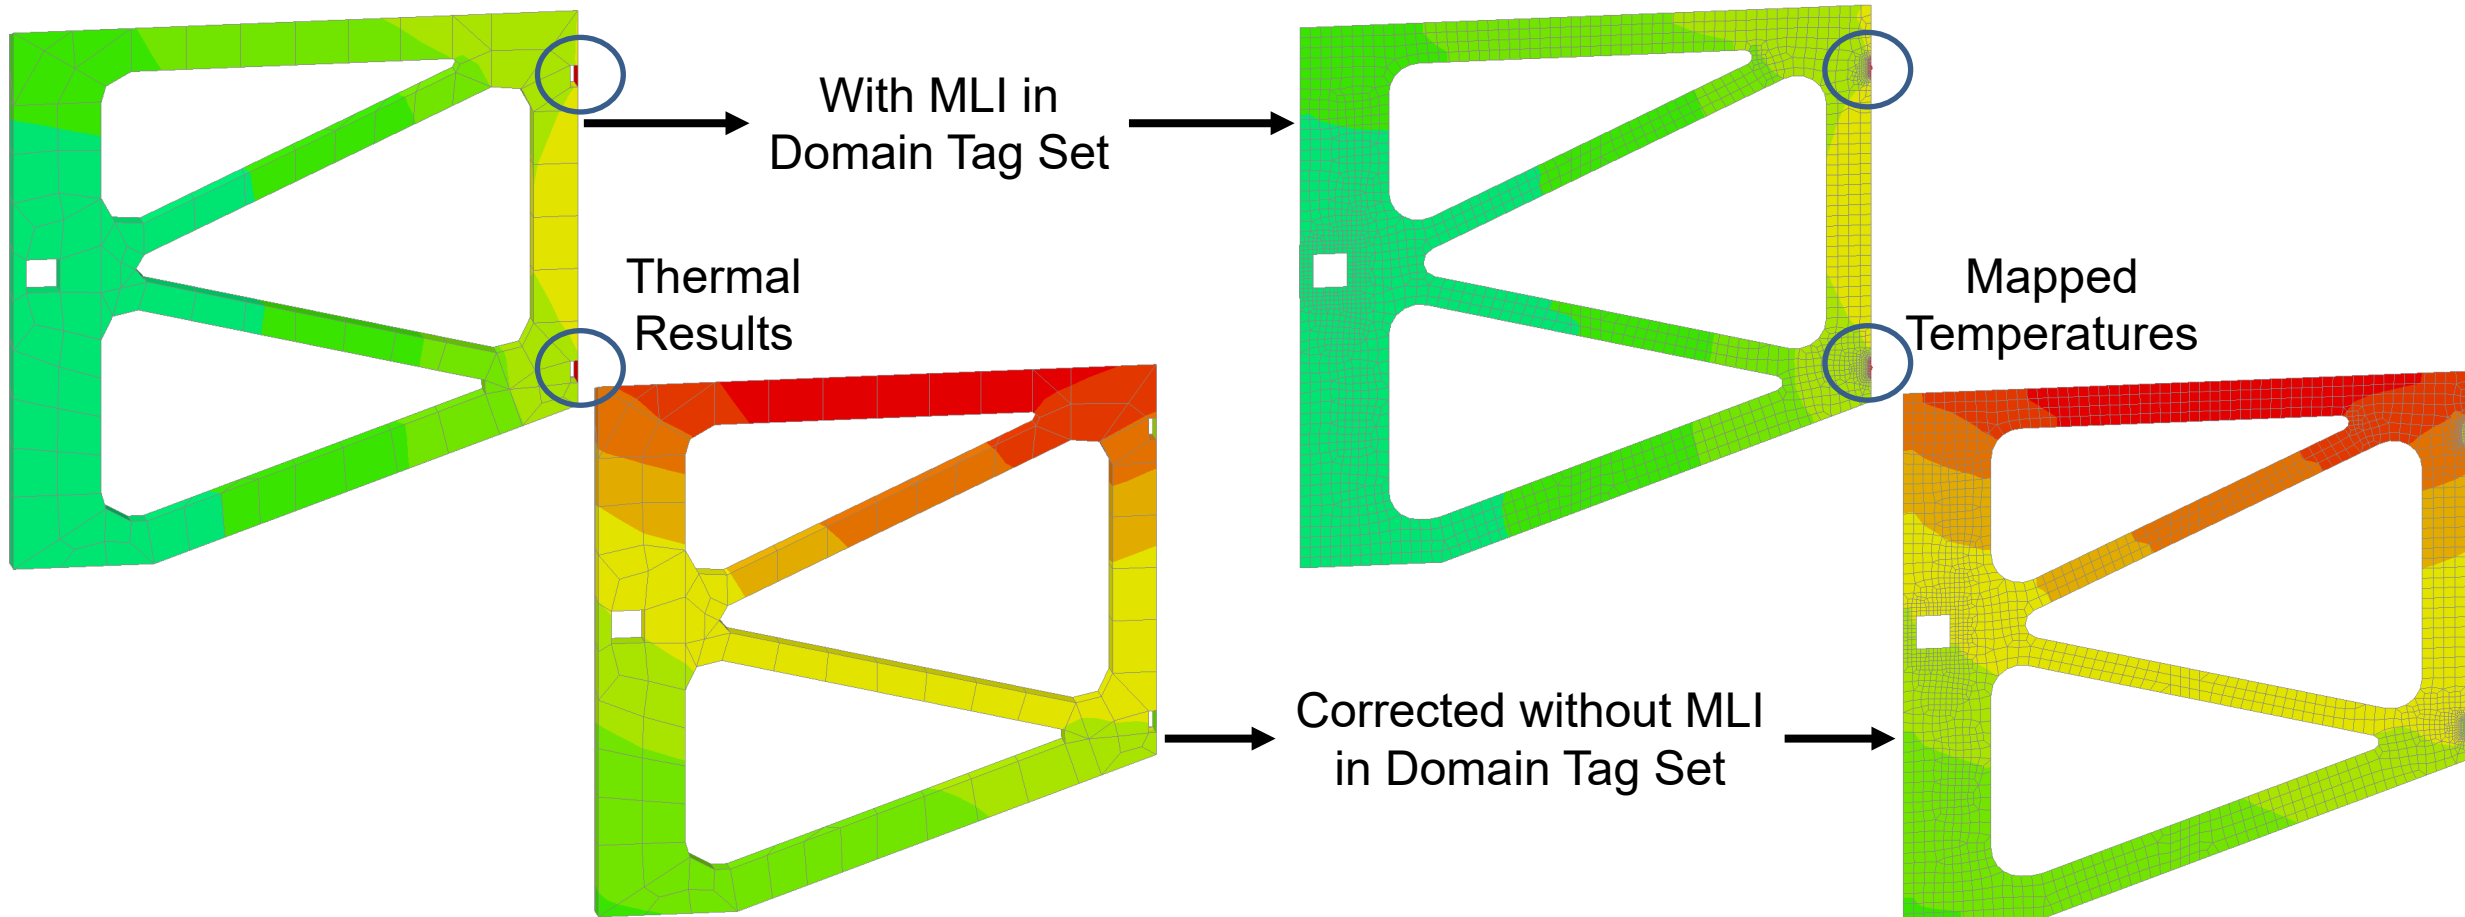 With MLI in
Domain Tag Set
Thermal
Results
Mapped
Temperatures
Corrected without MLI
in Domain Tag Set